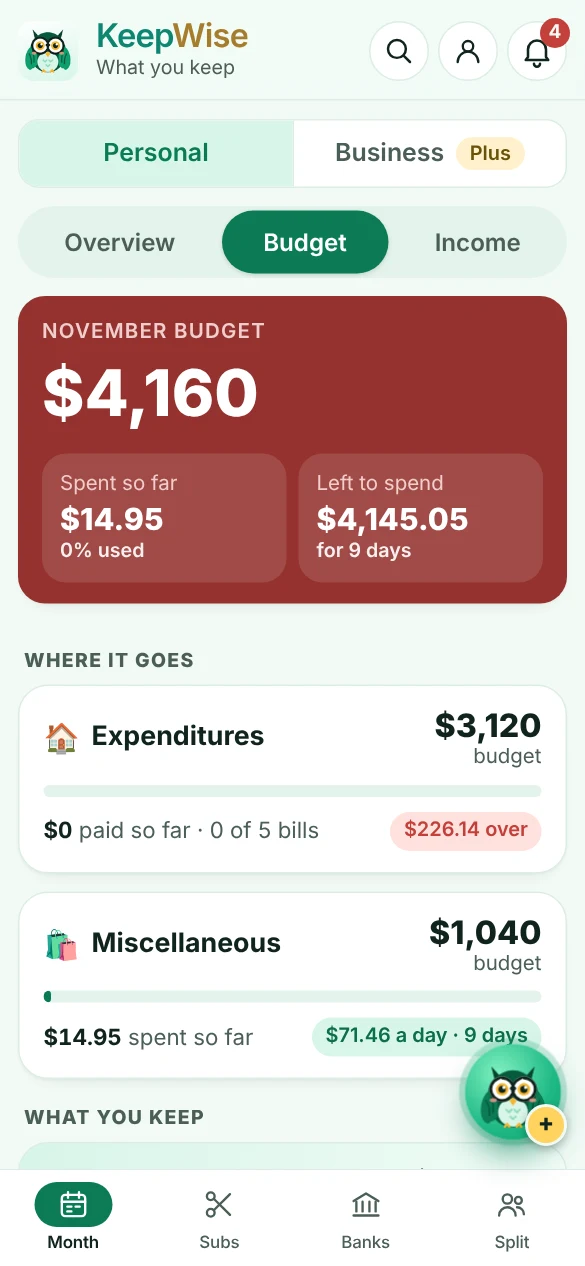 KeepWise
What you keep
4
Personal
Business Plus
Overview Budget Income
NOVEMBER BUDGET
$4,160
Spent so far
$14.95
0% used
Left to spend
$4,145.05
for 9 days
WHERE IT GOES
Expenditures
$3,120
budget
$0 paid so far · 0 of 5 bills
$226.14 over
Miscellaneous
$1,040
budget
$14.95 spent so far
$71.46 a day · 9 days
+
WHAT YOU KEEP
Month Subs Banks Split